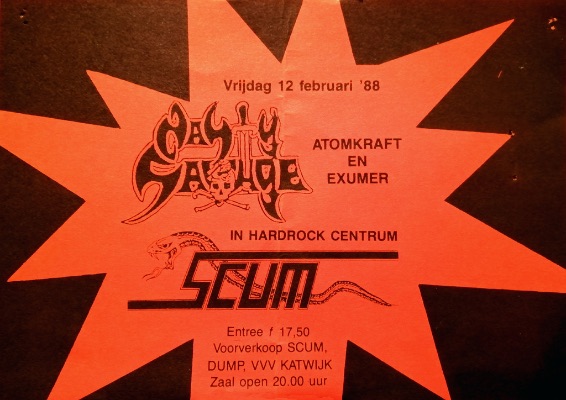 Vrijdag 12 februari '88
NASTY
SAVAGE
ATOMKRAFT
EN
EXUMER
IN HARDROCK CENTRUM
SCUM
Entree f 17,50
Voorverkoop SCUM,
DUMP, VVV KATWIJK
Zaal open 20.00 uur